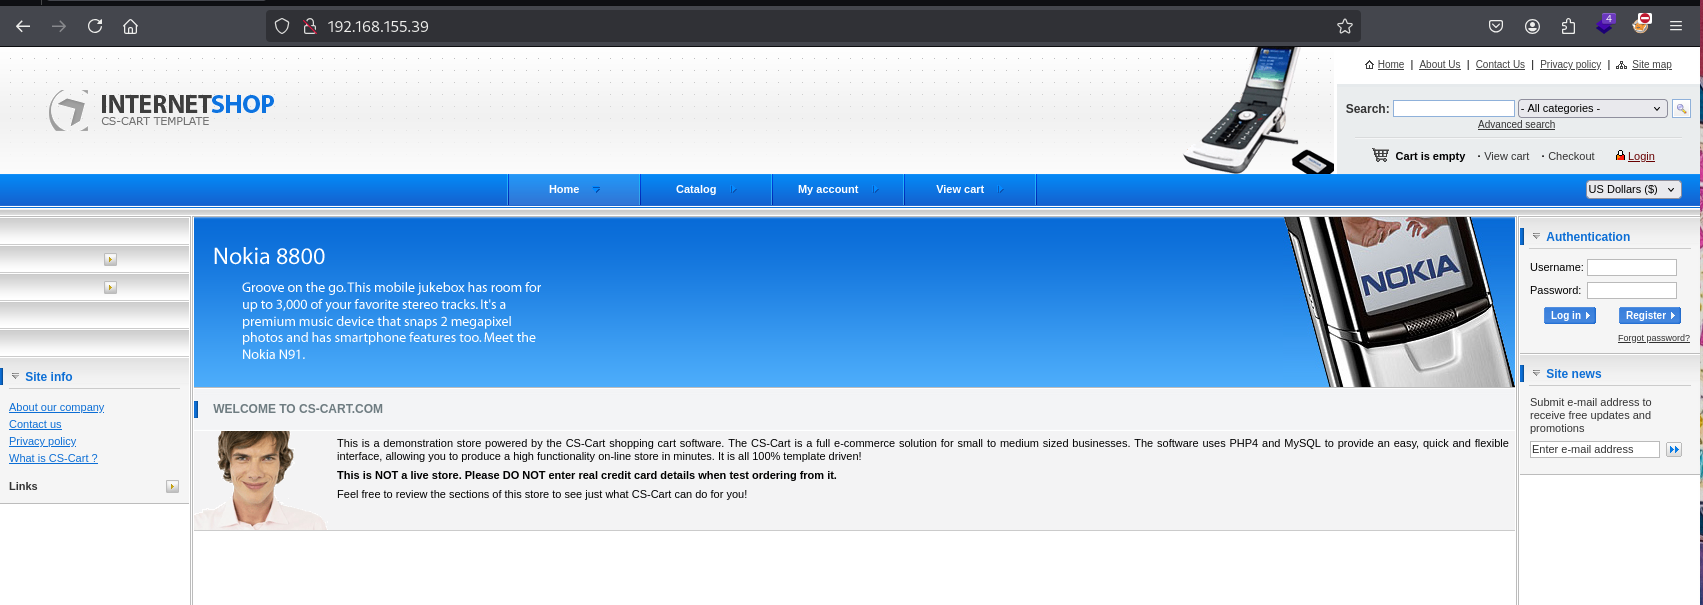 192.168.155.39
4
Home | About Us | Contact Us | Privacy policy | Site map
INTERNETSHOP
CS-CART TEMPLATE
Search: - All categories -
Advanced search
Cart is empty · View cart · Checkout Login
Home Catalog My account View cart US Dollars ($)
Nokia 8800
Groove on the go. This mobile jukebox has room for
up to 3,000 of your favorite stereo tracks. It's a
premium music device that snaps 2 megapixel
photos and has smartphone features too. Meet the
Nokia N91.
NOKIA
Site info
About our company
Contact us
Privacy policy
What is CS-Cart ?
Links
WELCOME TO CS-CART.COM
This is a demonstration store powered by the CS-Cart shopping cart software. The CS-Cart is a full e-commerce solution for small to medium sized businesses. The software uses PHP4 and MySQL to provide an easy, quick and flexible
interface, allowing you to produce a high functionality on-line store in minutes. It is all 100% template driven!
This is NOT a live store. Please DO NOT enter real credit card details when test ordering from it.
Feel free to review the sections of this store to see just what CS-Cart can do for you!
Authentication
Username:
Password:
Log in Register
Forgot password?
Site news
Submit e-mail address to
receive free updates and
promotions
Enter e-mail address